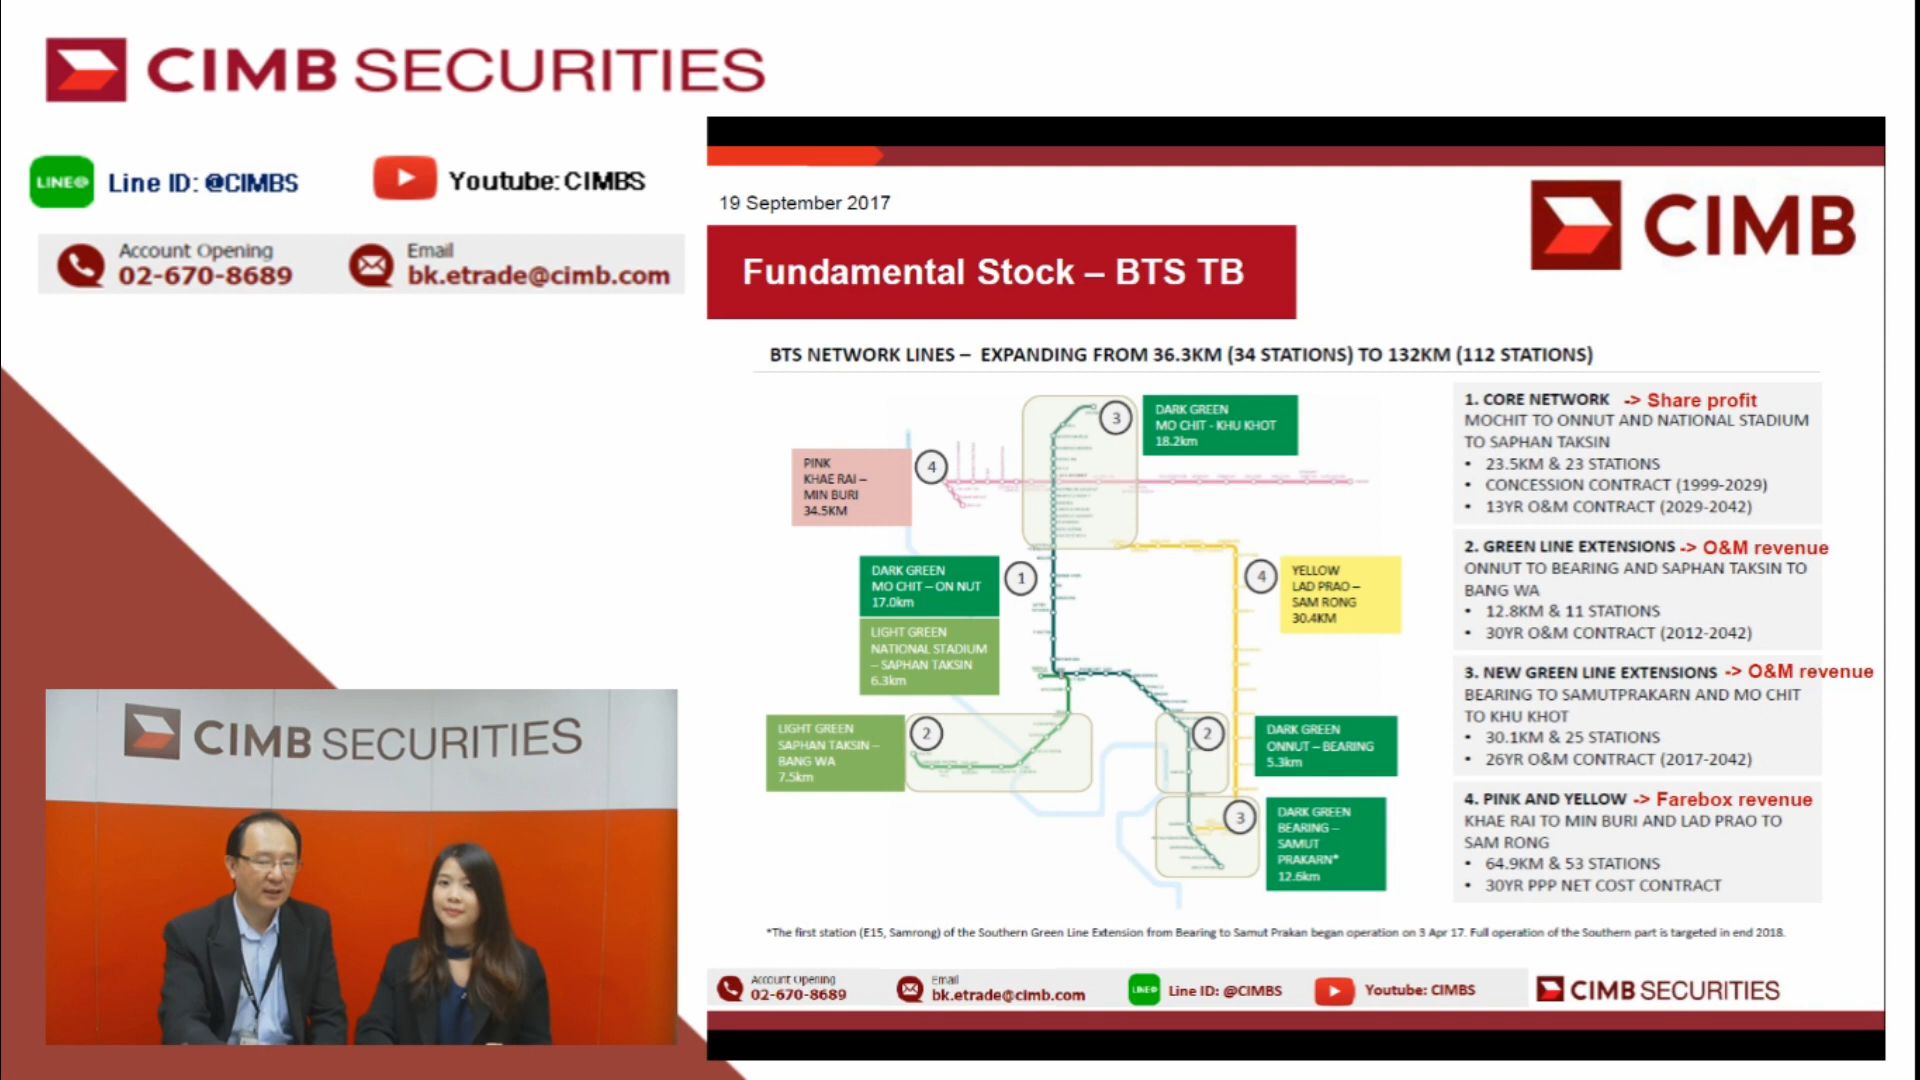 CIMB SECURITIES
LINE@ Line ID: @CIMBS
Youtube: CIMBS
Account Opening
02-670-8689
Email
bk.etrade@cimb.com
19 September 2017
CIMB
Fundamental Stock – BTS TB
BTS NETWORK LINES – EXPANDING FROM 36.3KM (34 STATIONS) TO 132KM (112 STATIONS)
3
DARK GREEN
MO CHIT - KHU KHOT
18.2km
PINK
KHAE RAI –
MIN BURI
34.5KM
4
DARK GREEN
MO CHIT – ON NUT
17.0km
1
LIGHT GREEN
NATIONAL STADIUM
– SAPHAN TAKSIN
6.3km
4
YELLOW
LAD PRAO –
SAM RONG
30.4KM
LIGHT GREEN
SAPHAN TAKSIN –
BANG WA
7.5km
2
2
DARK GREEN
ONNUT – BEARING
5.3km
3
DARK GREEN
BEARING –
SAMUT
PRAKARN*
12.6km
1. CORE NETWORK -> Share profit
MOCHIT TO ONNUT AND NATIONAL STADIUM
TO SAPHAN TAKSIN
• 23.5KM & 23 STATIONS
• CONCESSION CONTRACT (1999-2029)
• 13YR O&M CONTRACT (2029-2042)
2. GREEN LINE EXTENSIONS -> O&M revenue
ONNUT TO BEARING AND SAPHAN TAKSIN TO
BANG WA
• 12.8KM & 11 STATIONS
• 30YR O&M CONTRACT (2012-2042)
3. NEW GREEN LINE EXTENSIONS -> O&M revenue
BEARING TO SAMUTPRAKARN AND MO CHIT
TO KHU KHOT
• 30.1KM & 25 STATIONS
• 26YR O&M CONTRACT (2017-2042)
4. PINK AND YELLOW -> Farebox revenue
KHAE RAI TO MIN BURI AND LAD PRAO TO
SAM RONG
• 64.9KM & 53 STATIONS
• 30YR PPP NET COST CONTRACT
*The first station (E15, Samrong) of the Southern Green Line Extension from Bearing to Samut Prakan began operation on 3 Apr 17. Full operation of the Southern part is targeted in end 2018.
Account Opening
02-670-8689
Email
bk.etrade@cimb.com
LINE@ Line ID: @CIMBS
Youtube: CIMBS
CIMB SECURITIES
CIMB SECURITIES